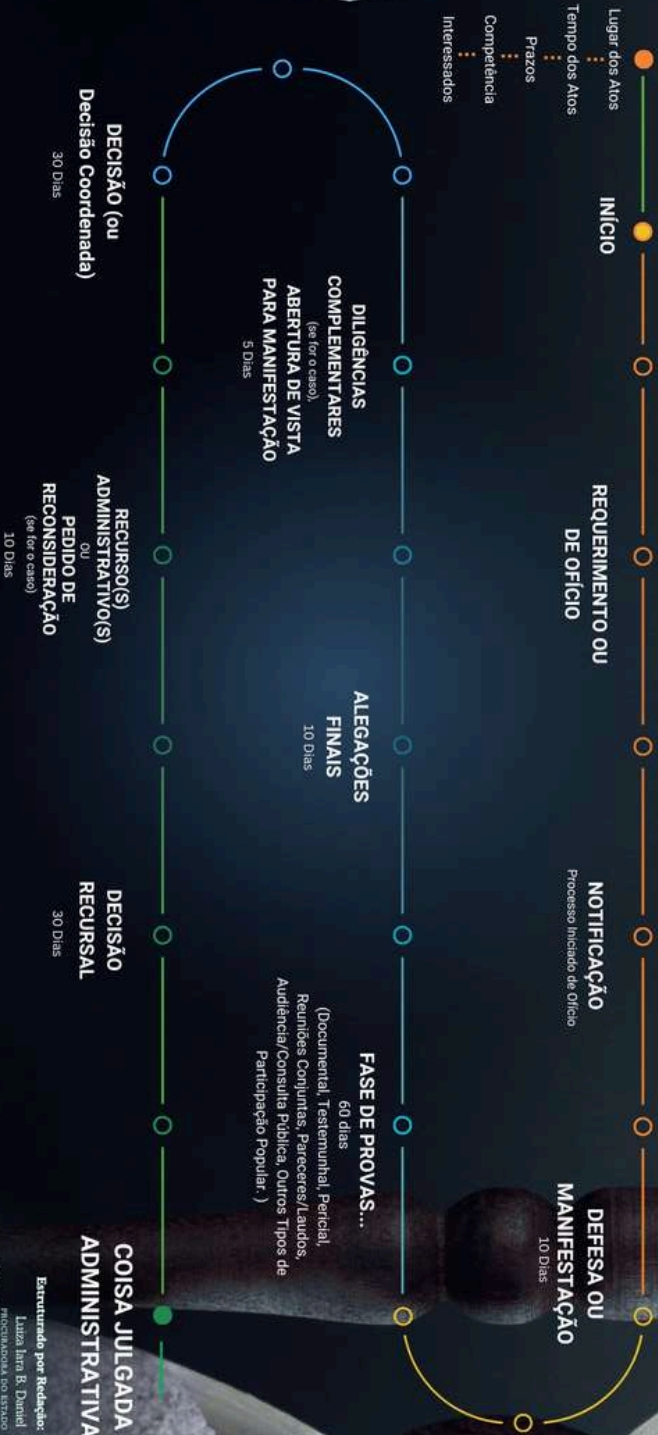 Lugar dos Atos
Tempo dos Atos
Prazos
Competência
Interessados
INÍCIO
REQUERIMENTO OU
DE OFÍCIO
NOTIFICAÇÃO
Processo Iniciado de Ofício
DEFESA OU
MANIFESTAÇÃO
10 Dias
FASE DE PROVAS...
60 dias
(Documental, Testemunhal, Pericial,
Reuniões Conjuntas, Pareceres/Laudos,
Audiência/Consulta Pública, Outros Tipos de
Participação Popular. )
ALEGAÇÕES
FINAIS
10 Dias
DILIGÊNCIAS
COMPLEMENTARES
(se for o caso),
ABERTURA DE VISTA
PARA MANIFESTAÇÃO
5 Dias
DECISÃO (ou
Decisão Coordenada)
30 Dias
RECURSO(S)
ADMINISTRATIVO(S)
OU
PEDIDO DE
RECONSIDERAÇÃO
(se for o caso)
10 Dias
DECISÃO
RECURSAL
30 Dias
COISA JULGADA
ADMINISTRATIVA
Estruturado por Redação:
Luiza Iara B. Daniel
PROCURADORA DO ESTADO